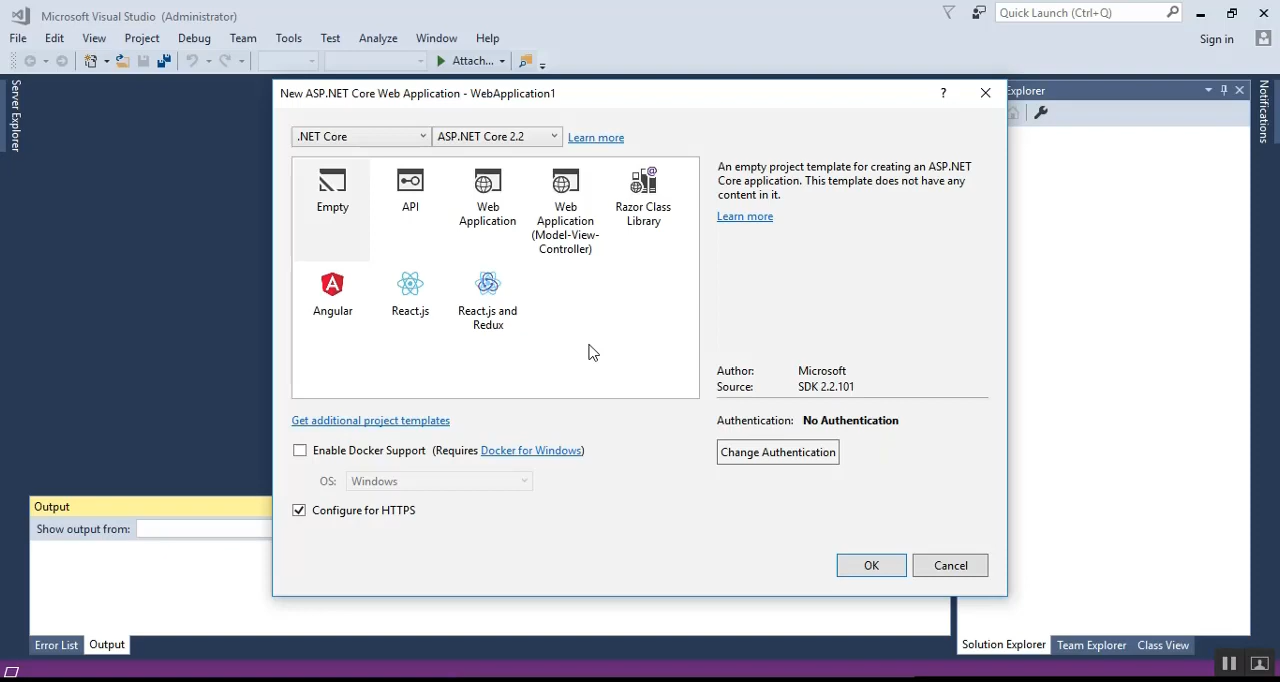 Microsoft Visual Studio (Administrator)
Quick Launch (Ctrl+Q)
File Edit View Project Debug Team Tools Test Analyze Window Help
Sign in
Attach...
Server Explorer
New ASP.NET Core Web Application - WebApplication1
?
Explorer
Notifications
.NET Core
ASP.NET Core 2.2
Learn more
Empty
API
Web
Application
Web
Application
(Model-View-
Controller)
Razor Class
Library
Angular
React.js
React.js and
Redux
An empty project template for creating an ASP.NET
Core application. This template does not have any
content in it.
Learn more
Author: Microsoft
Source: SDK 2.2.101
Get additional project templates
Authentication: No Authentication
Change Authentication
Enable Docker Support (Requires Docker for Windows)
OS: Windows
Configure for HTTPS
OK
Cancel
Output
Show output from:
Error List Output
Solution Explorer Team Explorer Class View